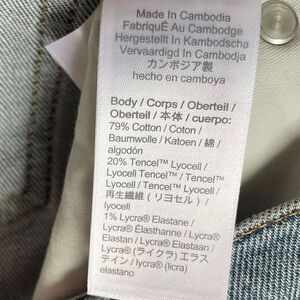 Made In Cambodia
FabriquÉ Au Cambodge
Hergestellt In Kambodscha
Vervaardigd In Cambodja
カンボジア製
hecho en camboya
Body / Corps / Oberteil /
Oberteil / 本体 / cuerpo:
79% Cotton / Coton /
Baumwolle / Katoen / 綿 /
algodón
20% Tencel™ Lyocell /
Lyocell Tencel™ / Tencel™
Lyocell / Tencel™ Lyocell /
再生繊維 (リヨセル) /
lyocell
1% Lycra® Elastane /
Lycra® Élasthanne / Lycra®
Elastan / Lycra® Elastaan /
Lycra® (ライクラ) エラス
テイン / lycra® (licra)
elastano